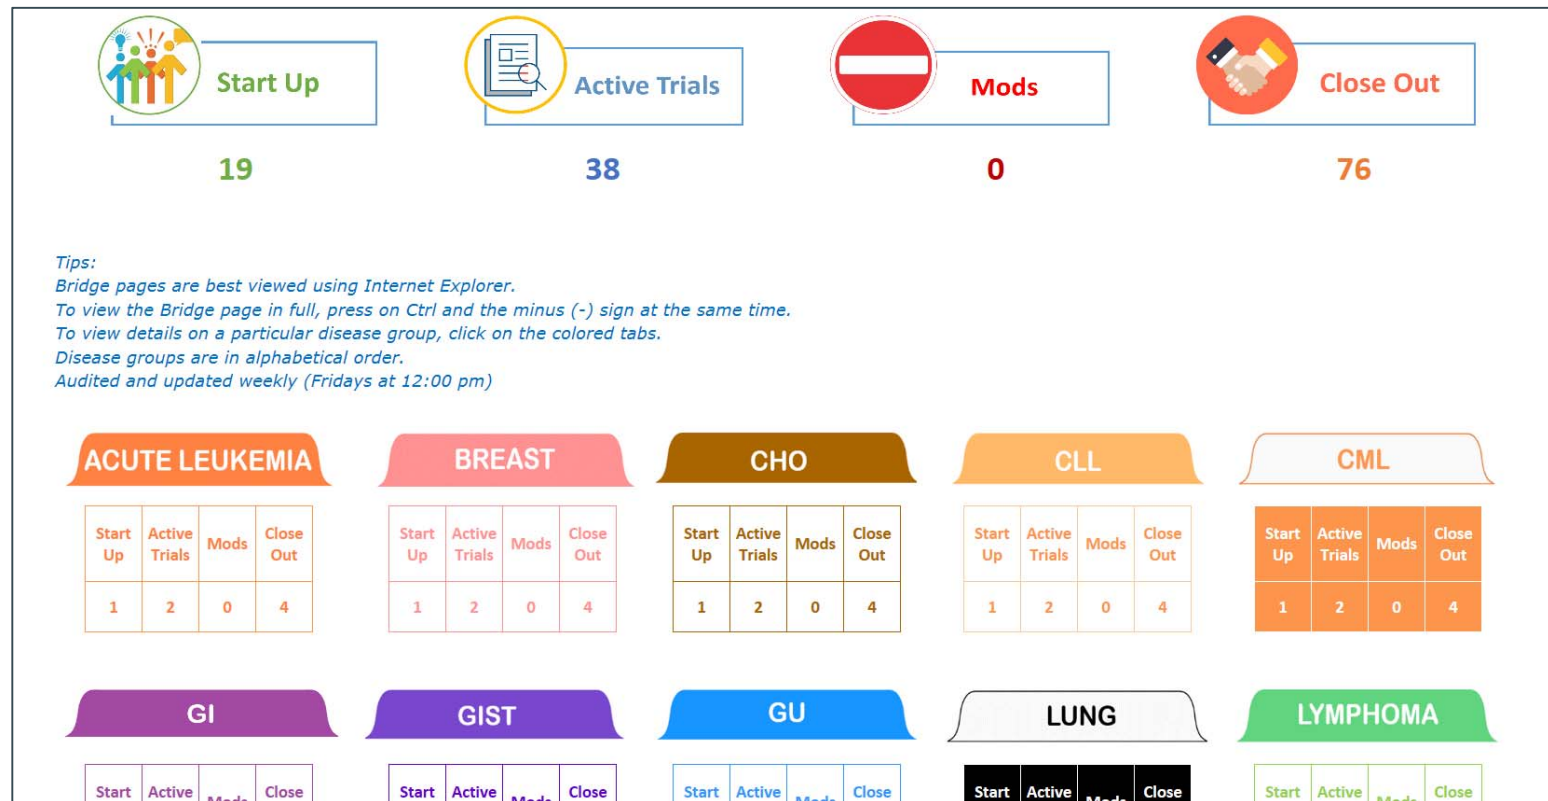 Start Up
Active Trials
Mods
Close Out
19
38
0
76
Tips:
Bridge pages are best viewed using Internet Explorer.
To view the Bridge page in full, press on Ctrl and the minus (-) sign at the same time.
To view details on a particular disease group, click on the colored tabs.
Disease groups are in alphabetical order.
Audited and updated weekly (Fridays at 12:00 pm)
ACUTE LEUKEMIA
Start Up Active Trials Mods Close Out
1 2 0 4
BREAST
Start Up Active Trials Mods Close Out
1 2 0 4
CHO
Start Up Active Trials Mods Close Out
1 2 0 4
CLL
Start Up Active Trials Mods Close Out
1 2 0 4
CML
Start Up Active Trials Mods Close Out
1 2 0 4
GI
Start Active Mods Close
GIST
Start Active Mods Close
GU
Start Active Mods Close
LUNG
Start Active Mods Close
LYMPHOMA
Start Active Mods Close